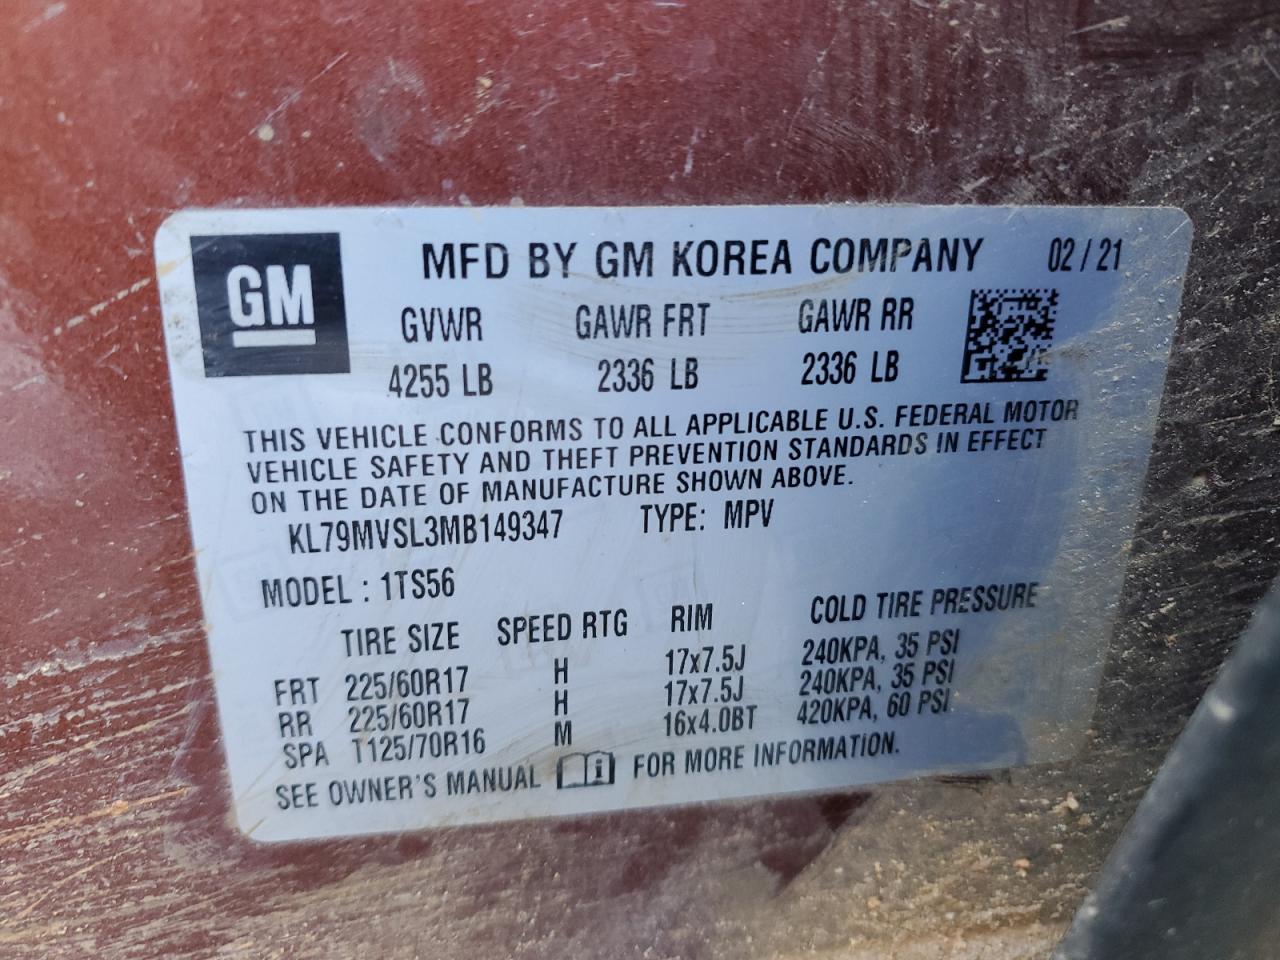 GM
MFD BY GM KOREA COMPANY 02/21
GVWR GAWR FRT GAWR RR
4255 LB 2336 LB 2336 LB
THIS VEHICLE CONFORMS TO ALL APPLICABLE U.S. FEDERAL MOTOR
VEHICLE SAFETY AND THEFT PREVENTION STANDARDS IN EFFECT
ON THE DATE OF MANUFACTURE SHOWN ABOVE.
KL79MVSL3MB149347 TYPE: MPV
MODEL : 1TS56
TIRE SIZE SPEED RTG RIM COLD TIRE PRESSURE
FRT 225/60R17 H 17x7.5J 240KPA, 35 PSI
RR 225/60R17 H 17x7.5J 240KPA, 35 PSI
SPA T125/70R16 M 16x4.0BT 420KPA, 60 PSI
SEE OWNER'S MANUAL i FOR MORE INFORMATION.